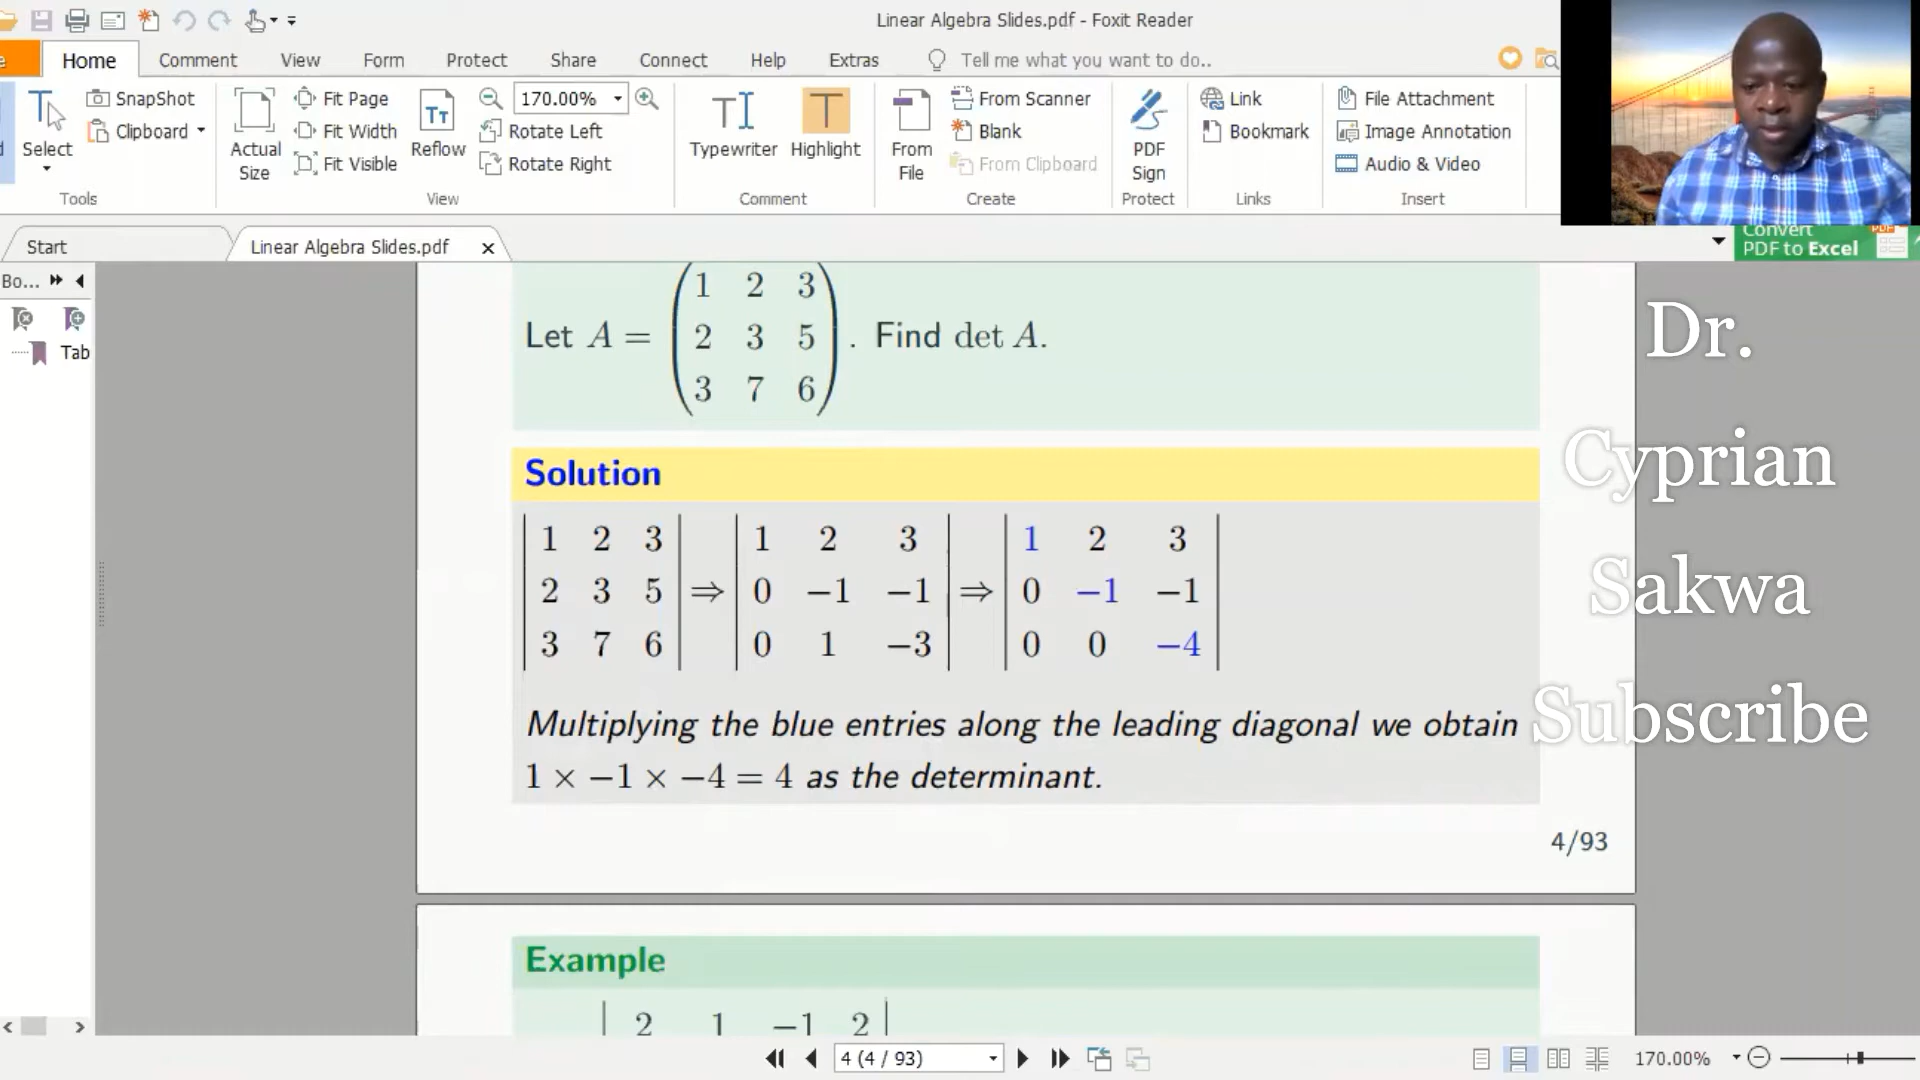 Linear Algebra Slides.pdf - Foxit Reader
Home Comment View Form Protect Share Connect Help Extras Tell me what you want to do..
SnapShot
Clipboard
Select
Tools
Actual Size
Fit Page
Fit Width
Fit Visible
Reflow
170.00%
Rotate Left
Rotate Right
View
Typewriter
Highlight
Comment
From File
From Scanner
Blank
From Clipboard
Create
PDF Sign
Protect
Link
Bookmark
Links
File Attachment
Image Annotation
Audio & Video
Insert
Start
Linear Algebra Slides.pdf
Convert
PDF to Excel
Bo...
Tab
1 2 3
Let A = 2 3 5 . Find det A.
3 7 6
Solution
1 2 3 1 2 3 1 2 3
2 3 5 ⇒ 0 −1 −1 ⇒ 0 −1 −1
3 7 6 0 1 −3 0 0 −4
Multiplying the blue entries along the leading diagonal we obtain
1 × −1 × −4 = 4 as the determinant.
4/93
Example
2 1 −1 2
Dr.
Cyprian
Sakwa
Subscribe
4 (4 / 93)
170.00%